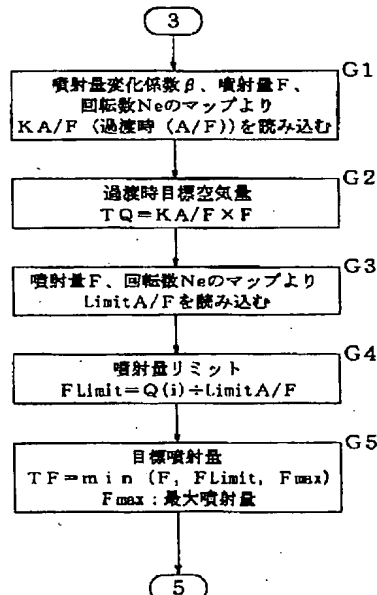 3
G1
噴射量変化係数β、噴射量F、
回転数Neのマップより
KA/F (過渡時 (A/F))を読み込む
G2
過渡時目標空気量
TQ=KA/F×F
G3
噴射量F、回転数Neのマップより
LimitA/Fを読み込む
G4
噴射量リミット
FLimit=Q(i)÷LimitA/F
G5
目標噴射量
TF=min (F, FLimit, Fmax)
Fmax:最大噴射量
5